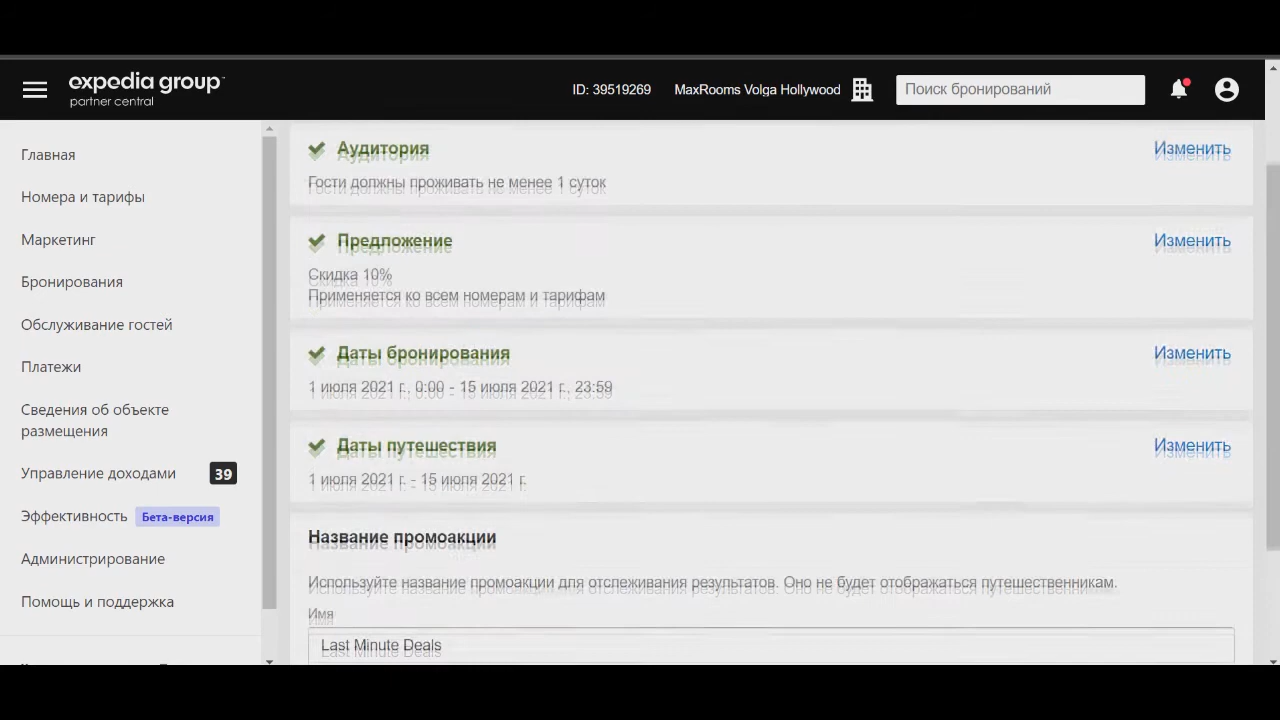 expedia group
partner central
ID: 39519269
MaxRooms Volga Hollywood
Поиск бронирований
Главная
Номера и тарифы
Маркетинг
Бронирования
Обслуживание гостей
Платежи
Сведения об объекте
размещения
Управление доходами 39
Эффективность Бета-версия
Администрирование
Помощь и поддержка
Аудитория
Изменить
Гости должны проживать не менее 1 суток
Предложение
Изменить
Скидка 10%
Применяется ко всем номерам и тарифам
Даты бронирования
Изменить
1 июля 2021 г., 0:00 - 15 июля 2021 г., 23:59
Даты путешествия
Изменить
1 июля 2021 г. - 15 июля 2021 г.
Название промоакции
Используйте название промоакции для отслеживания результатов. Оно не будет отображаться путешественникам.
Имя
Last Minute Deals